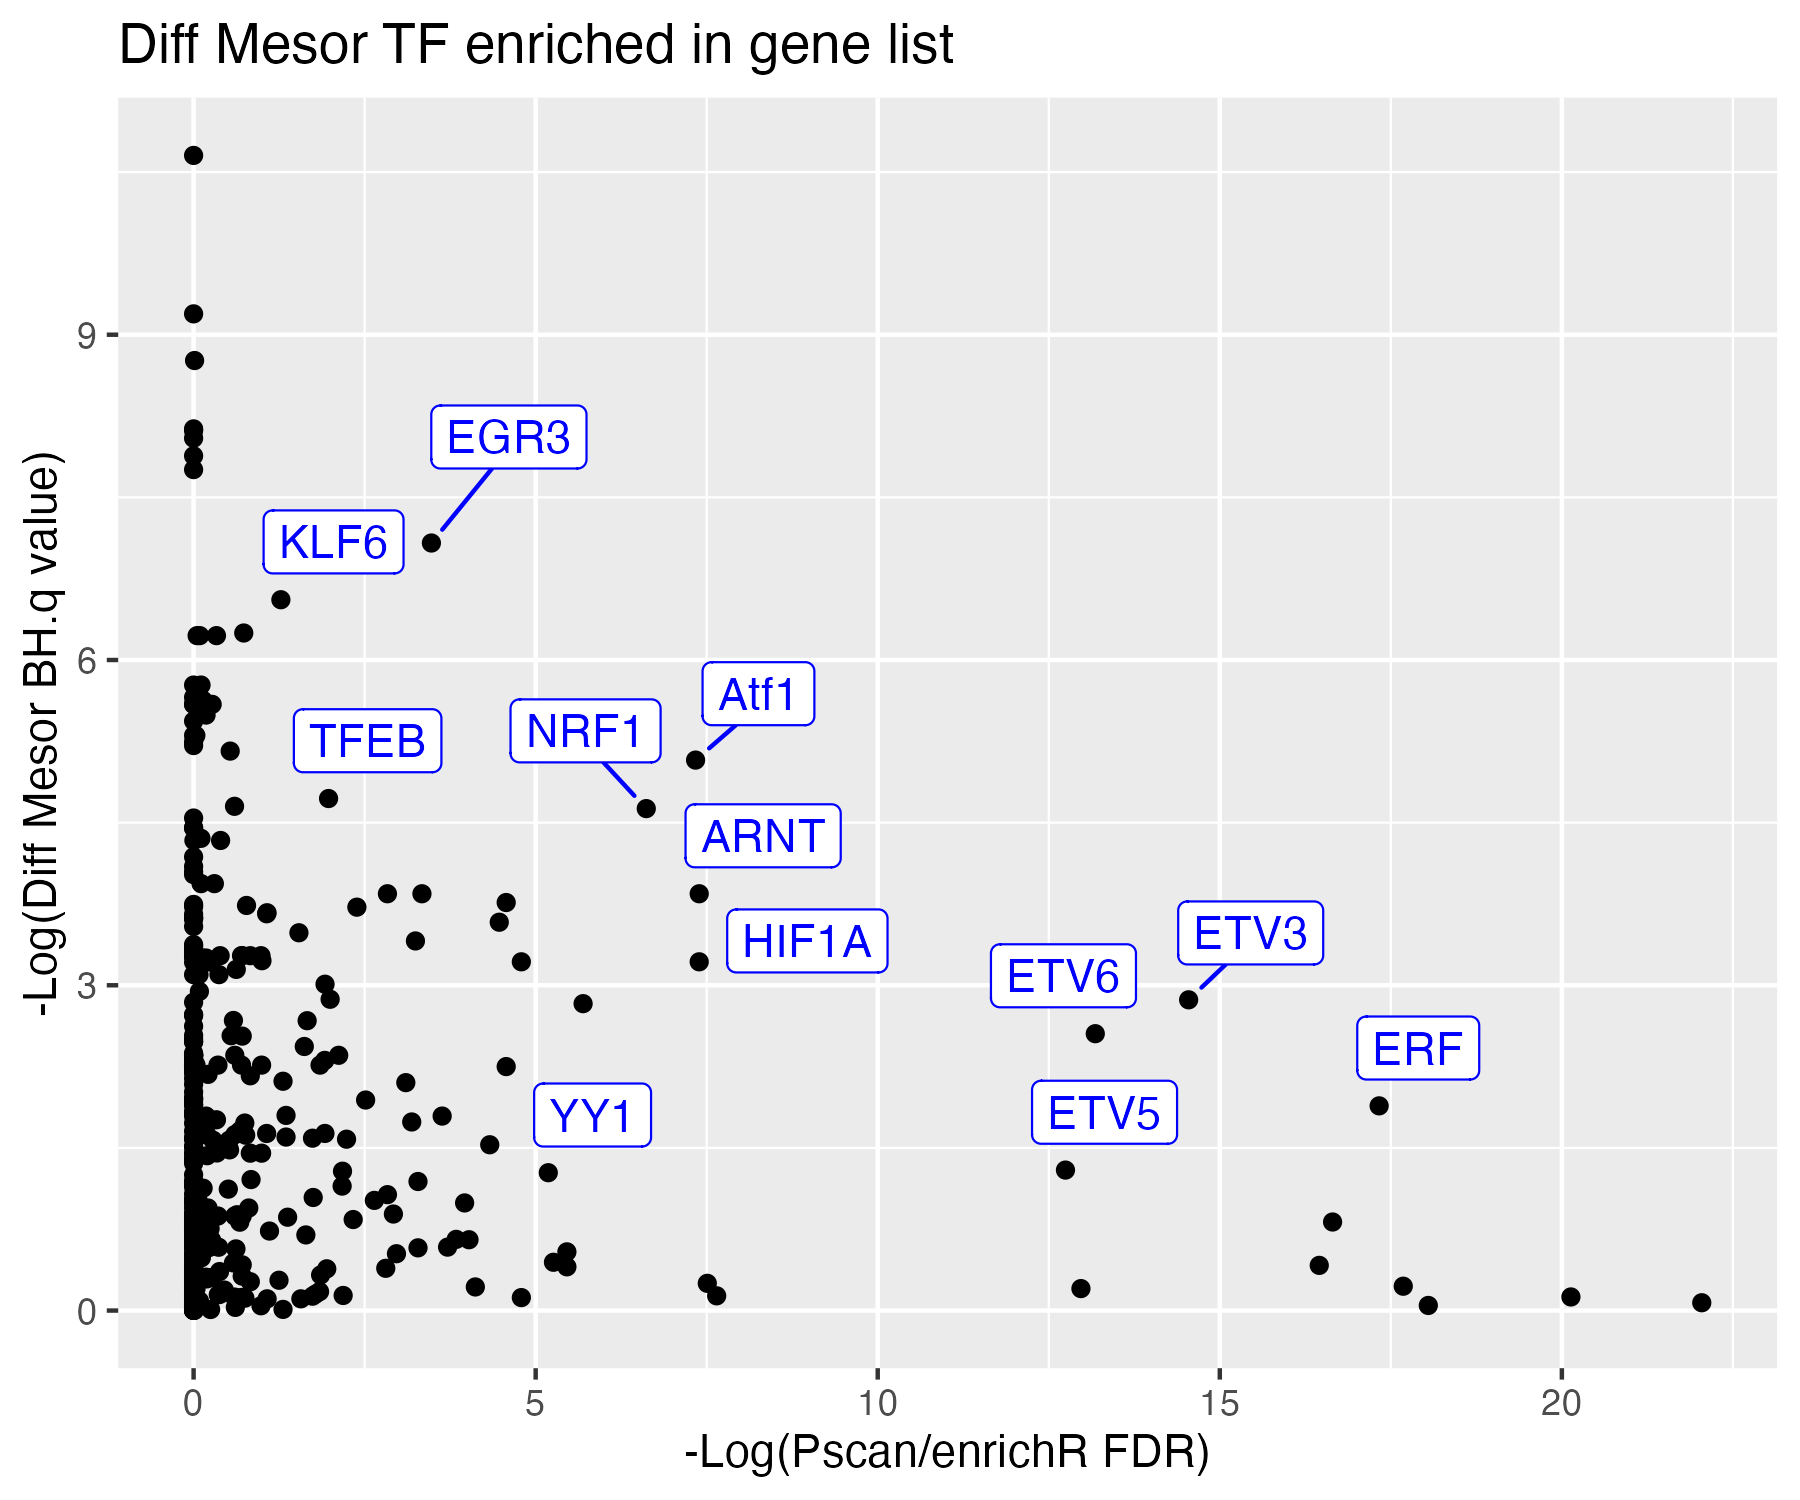 Diff Mesor TF enriched in gene list
-Log(Diff Mesor BH.q value)
9
6
3
0
EGR3
KLF6
Atf1
NRF1
TFEB
ARNT
HIF1A
ETV3
ETV6
ERF
ETV5
YY1
0
5
10
15
20
-Log(Pscan/enrichR FDR)